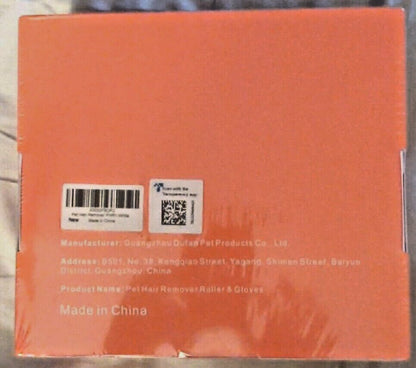 Pet Hair Remover
New
Made in China
Scan with the
Transparency app
Manufacturer: Guangzhou Dufan Pet Products Co., Ltd.
Address: B501, No.38, Kengqiao Street, Yagang, Shimen Street, Baiyun
District, Guangzhou, China
Product Name: Pet Hair Remover Roller & Gloves
Made in China